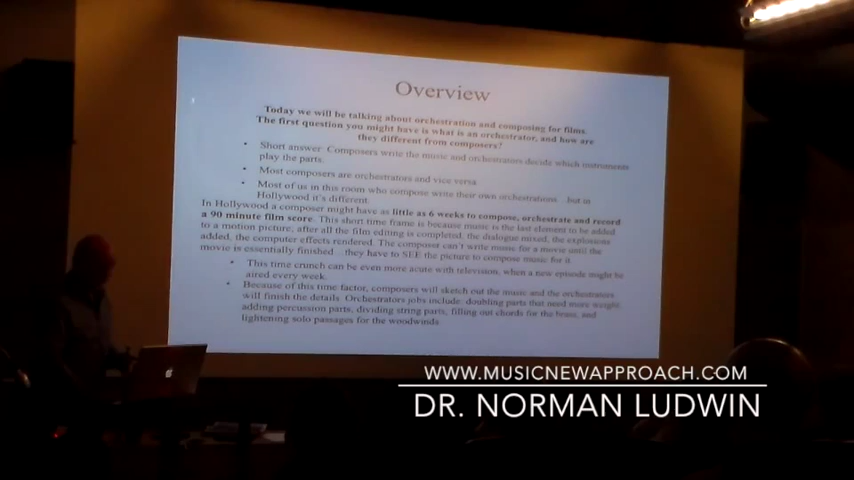 Overview
Today we will be talking about orchestration and composing for films.
The first question you might have is what is an orchestrator, and how are
they different from composers?
• Short answer: Composers write the music and orchestrators decide which instruments
play the parts.
• Most composers are orchestrators and vice versa
• Most of us in this room who compose write their own orchestrations…but in
Hollywood it's different.
In Hollywood a composer might have as little as 6 weeks to compose, orchestrate and record
a 90 minute film score. This short time frame is because music is the last element to be added
to a motion picture, after all the film editing is completed, the dialogue mixed, the explosions
added, the computer effects rendered. The composer can't write music for a movie until the
movie is essentially finished…they have to SEE the picture to compose music for it.
• This time crunch can be even more acute with television, when a new episode might be
aired every week.
• Because of this time factor, composers will sketch out the music and the orchestrators
will finish the details. Orchestrators jobs include: doubling parts that need more weight,
adding percussion parts, dividing string parts, filling out chords for the brass, and
lightening solo passages for the woodwinds.
WWW.MUSICNEWAPPROACH.COM
DR. NORMAN LUDWIN